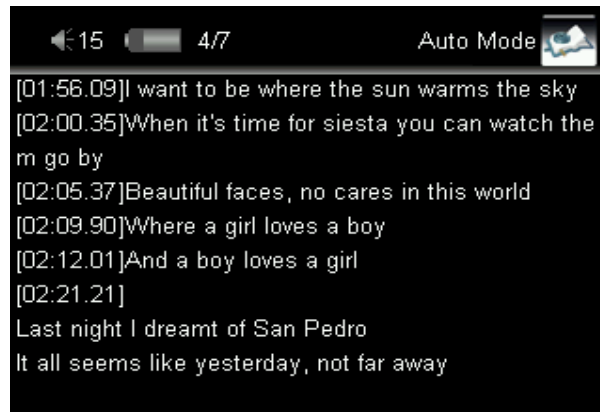 15 4/7 Auto Mode
[01:56.09]I want to be where the sun warms the sky
[02:00.35]When it's time for siesta you can watch the
m go by
[02:05.37]Beautiful faces, no cares in this world
[02:09.90]Where a girl loves a boy
[02:12.01]And a boy loves a girl
[02:21.21]
Last night I dreamt of San Pedro
It all seems like yesterday, not far away